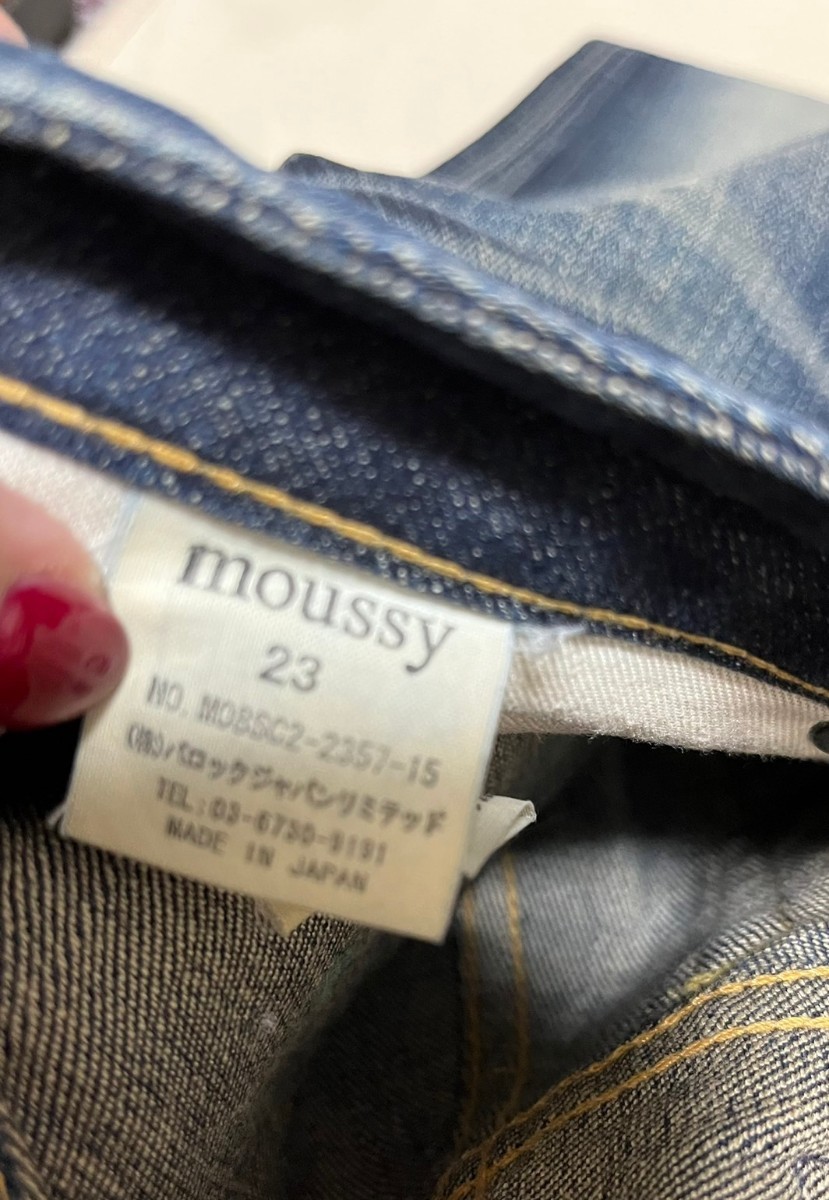 moussy
23
NO.MOBSC2-2357-15
(株)バロックジャパンリミテッド
TEL:03-6730-9191
MADE IN JAPAN